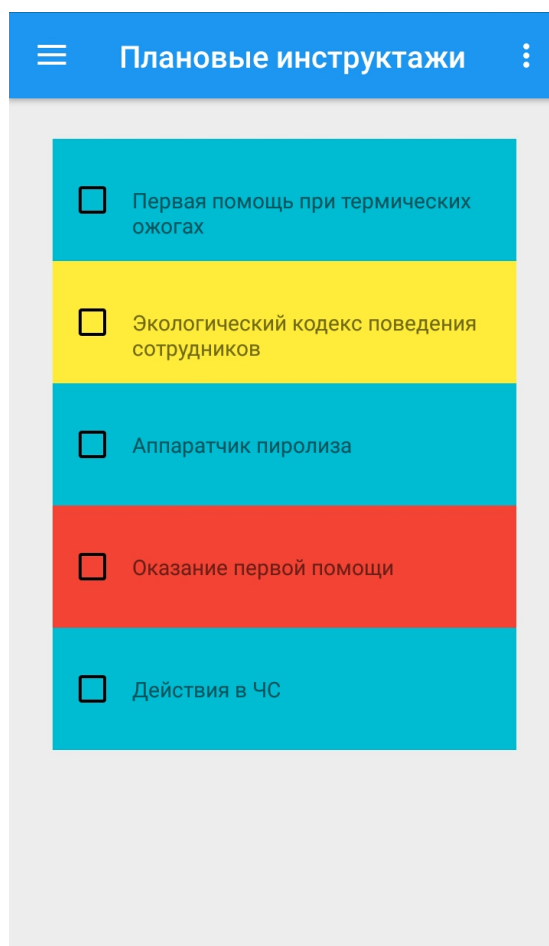 Плановые инструктажи
Первая помощь при термических
ожогах
Экологический кодекс поведения
сотрудников
Аппаратчик пиролиза
Оказание первой помощи
Действия в ЧС